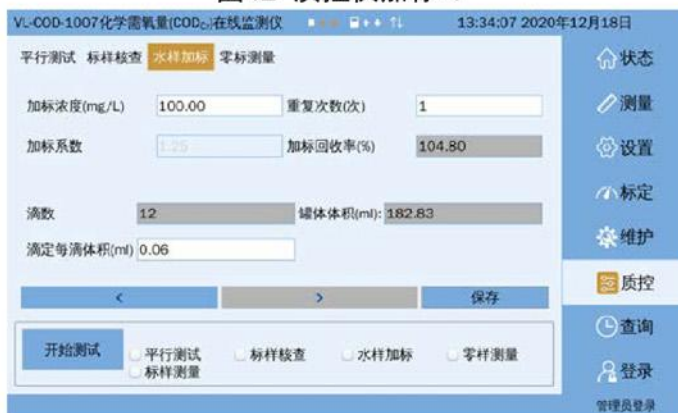 VL-COD-1007化学需氧量(CODCr)在线监测仪 13:34:07 2020年12月18日
平行测试 标样核查 水样加标 零标测量
状态
加标浓度(mg/L) 100.00 重复次数(次) 1
测量
加标系数 1.25 加标回收率(%) 104.80
设置
标定
滴数 12 罐体体积(ml): 182.83
维护
滴定每滴体积(ml) 0.06
质控
< > 保存
查询
开始测试 平行测试 标样核查 水样加标 零样测量
标样测量
登录
管理员登录